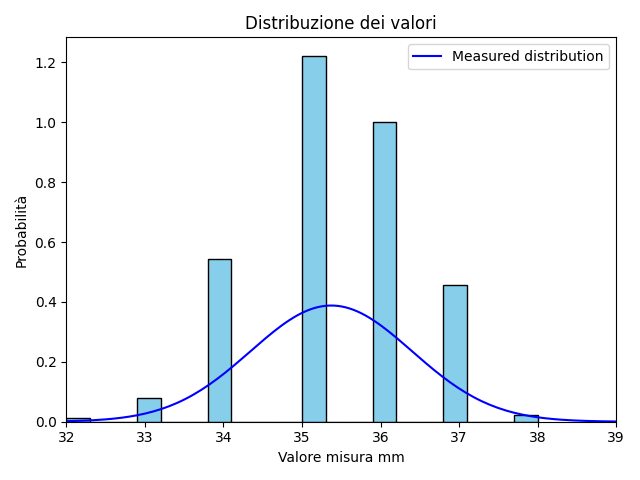 Distribuzione dei valori
Measured distribution
Probabilità
1.2
1.0
0.8
0.6
0.4
0.2
0.0
32 33 34 35 36 37 38 39
Valore misura mm